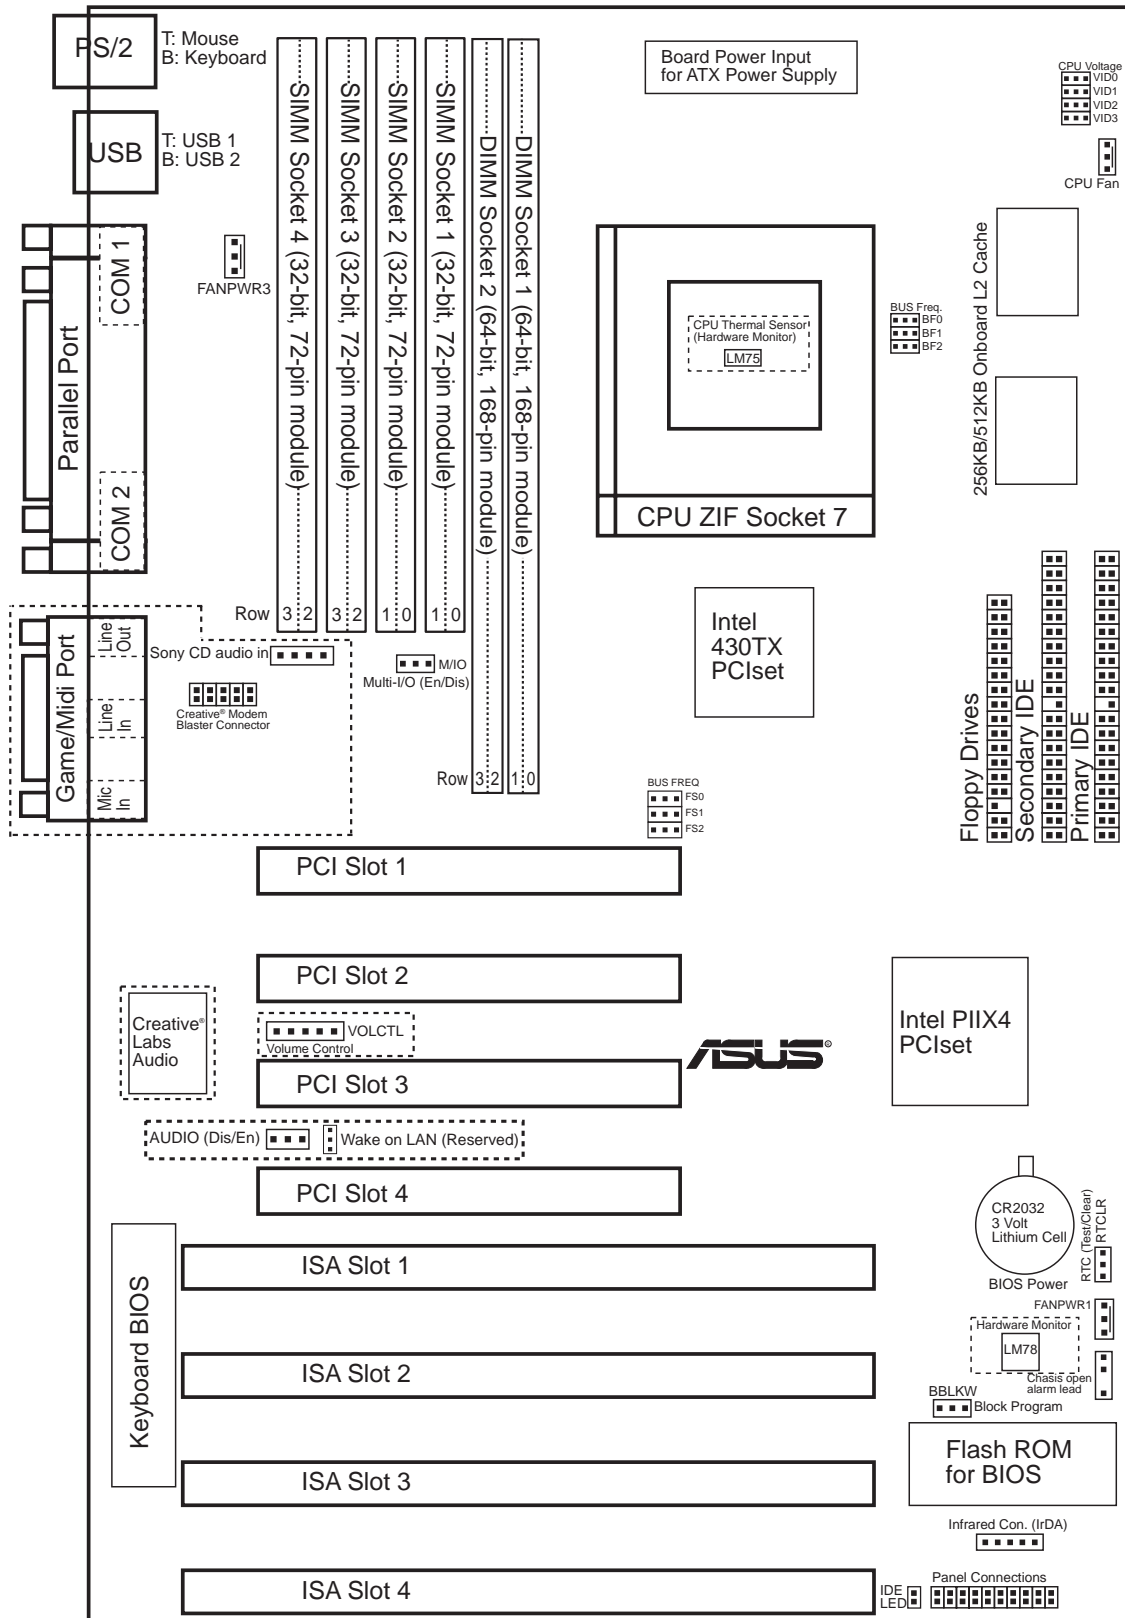 PS/2
T: Mouse
B: Keyboard
USB
T: USB 1
B: USB 2
Parallel Port
COM 1
COM 2
FANPWR3
SIMM Socket 4 (32-bit, 72-pin module)
SIMM Socket 3 (32-bit, 72-pin module)
SIMM Socket 2 (32-bit, 72-pin module)
SIMM Socket 1 (32-bit, 72-pin module)
DIMM Socket 2 (64-bit, 168-pin module)
DIMM Socket 1 (64-bit, 168-pin module)
Row 3 2 3 2 1 0 1 0
Row 3 2 1 0
Board Power Input
for ATX Power Supply
CPU Voltage
VID0
VID1
VID2
VID3
CPU Fan
256KB/512KB Onboard L2 Cache
BUS Freq.
BF0
BF1
BF2
CPU Thermal Sensor
(Hardware Monitor)
LM75
CPU ZIF Socket 7
Intel
430TX
PCIset
Floppy Drives
Secondary IDE
Primary IDE
Game/Midi Port
Line
Out
Line
In
Mic
In
Sony CD audio in
Creative® Modem
Blaster Connector
M/IO
Multi-I/O (En/Dis)
BUS FREQ
FS0
FS1
FS2
PCI Slot 1
PCI Slot 2
Creative®
Labs
Audio
VOLCTL
Volume Control
PCI Slot 3
ASUS®
Intel PIIX4
PCIset
AUDIO (Dis/En)
Wake on LAN (Reserved)
PCI Slot 4
CR2032
3 Volt
Lithium Cell
BIOS Power
RTC (Test/Clear)
RTCLR
Keyboard BIOS
ISA Slot 1
FANPWR1
Hardware Monitor
LM78
Chasis open
alarm lead
ISA Slot 2
BBLKW
Block Program
Flash ROM
for BIOS
ISA Slot 3
Infrared Con. (IrDA)
ISA Slot 4
IDE
LED
Panel Connections